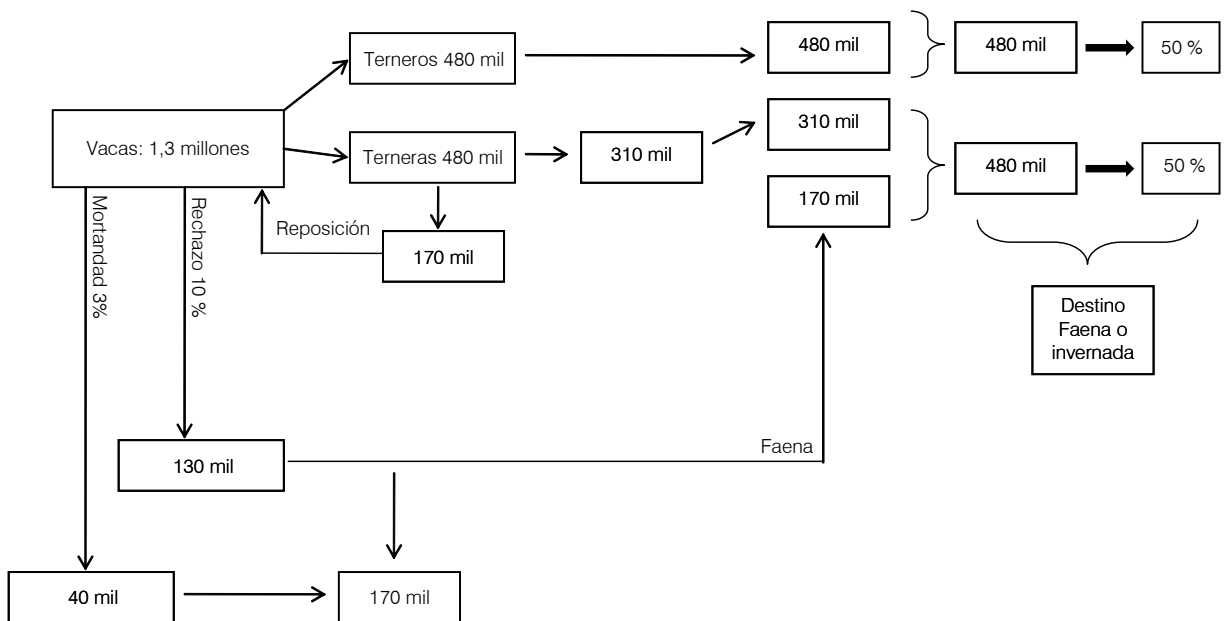 Terneros 480 mil
480 mil
480 mil
50 %
Vacas: 1,3 millones
Terneras 480 mil
310 mil
310 mil
170 mil
480 mil
50 %
Reposición
170 mil
Mortandad 3%
Rechazo 10 %
Destino
Faena o
invernada
130 mil
Faena
40 mil
170 mil